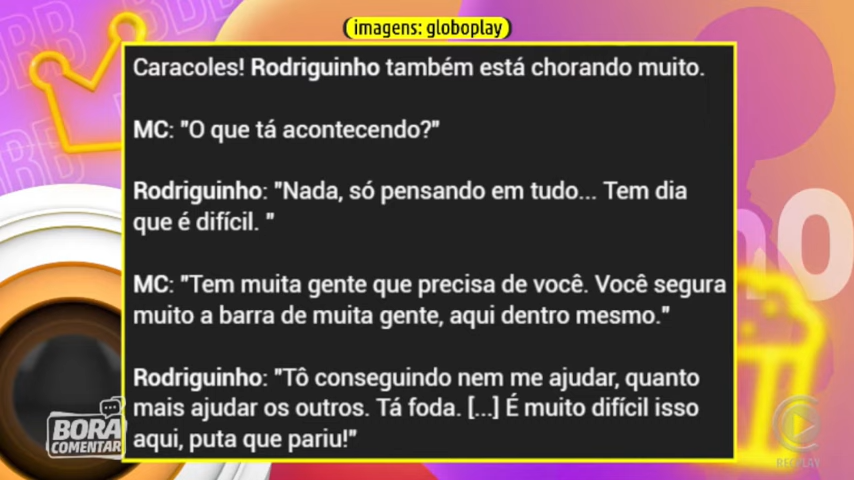 imagens: globoplay
Caracoles! Rodriguinho também está chorando muito.
MC: "O que tá acontecendo?"
Rodriguinho: "Nada, só pensando em tudo... Tem dia
que é difícil. "
MC: "Tem muita gente que precisa de você. Você segura
muito a barra de muita gente, aqui dentro mesmo."
Rodriguinho: "Tô conseguindo nem me ajudar, quanto
mais ajudar os outros. Tá foda. [...] É muito difícil isso
aqui, puta que pariu!"
BORA
COMENTAR